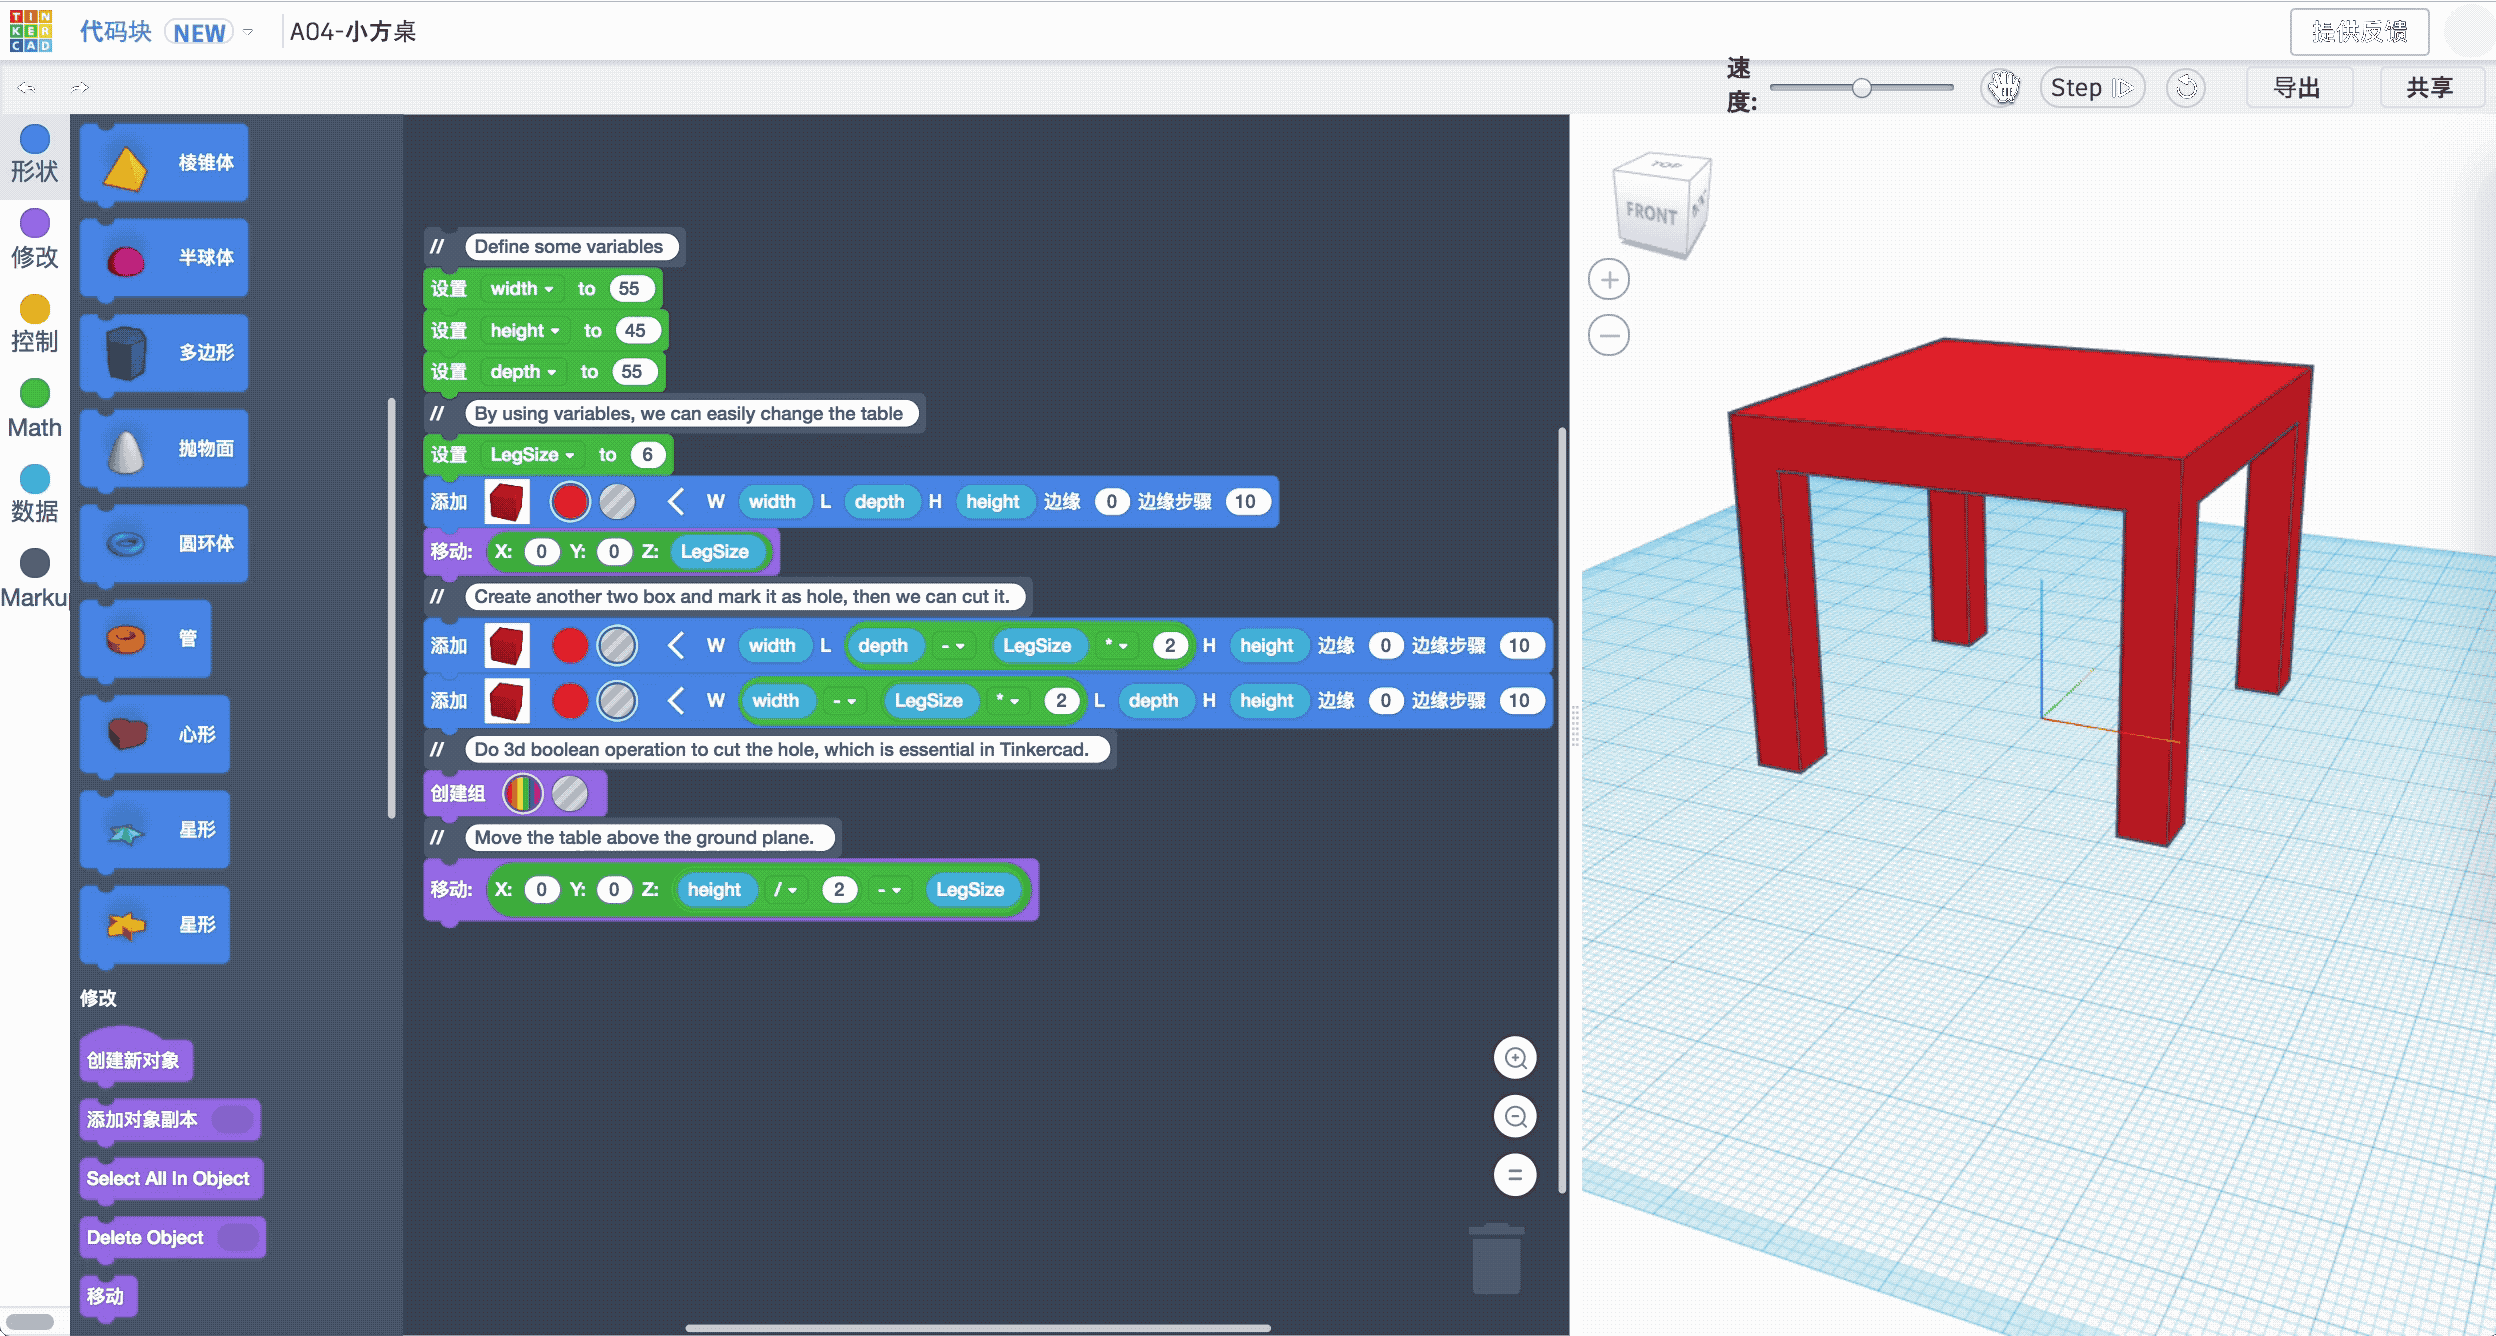 TIN
KER
CAD
代码块 NEW A04-小方桌 提供反馈
速度: Step 导出 共享
形状
修改
控制
Math
数据
Marku
棱锥体
半球体
多边形
抛物面
圆环体
管
心形
星形
星形
修改
创建新对象
添加对象副本
Select All In Object
Delete Object
移动
// Define some variables
设置 width to 55
设置 height to 45
设置 depth to 55
// By using variables, we can easily change the table
设置 LegSize to 6
添加 W width L depth H height 边缘 0 边缘步骤 10
移动: X: 0 Y: 0 Z: LegSize
// Create another two box and mark it as hole, then we can cut it.
添加 W width L depth - LegSize * 2 H height 边缘 0 边缘步骤 10
添加 W width - LegSize * 2 L depth H height 边缘 0 边缘步骤 10
// Do 3d boolean operation to cut the hole, which is essential in Tinkercad.
创建组
// Move the table above the ground plane.
移动: X: 0 Y: 0 Z: height / 2 - LegSize
TOP
FRONT